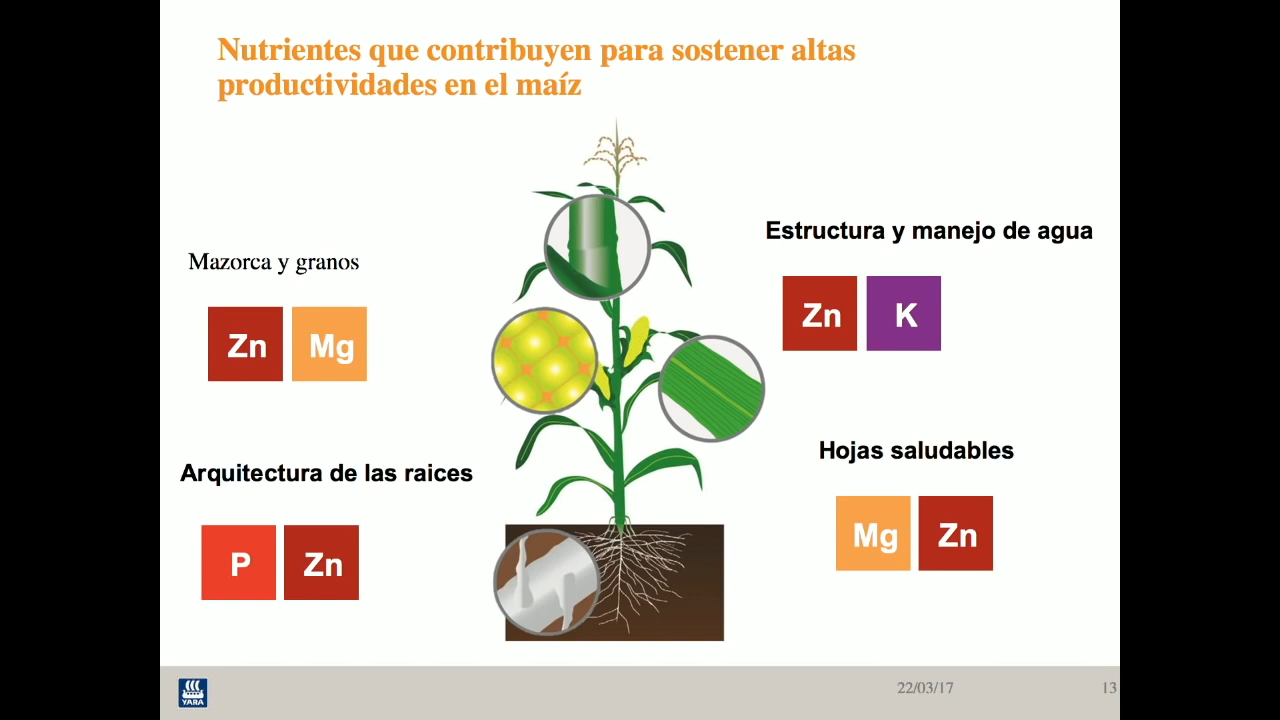 Nutrientes que contribuyen para sostener altas
productividades en el maíz
Estructura y manejo de agua
Zn K
Mazorca y granos
Zn Mg
Hojas saludables
Mg Zn
Arquitectura de las raices
P Zn
YARA
22/03/17
13